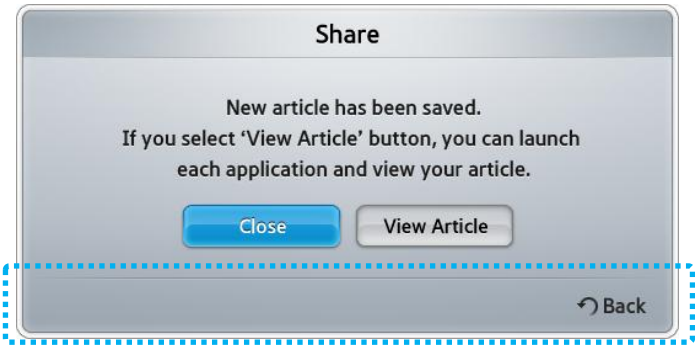 Share
New article has been saved.
If you select ‘View Article’ button, you can launch
each application and view your article.
Close
View Article
Back